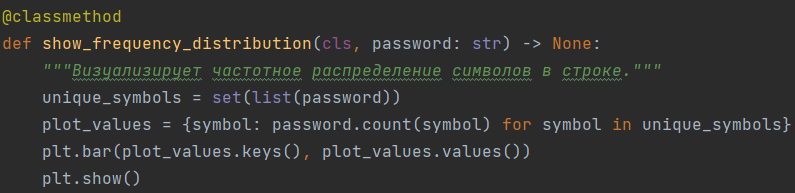 @classmethod
def show_frequency_distribution(cls, password: str) -> None:
    """Визуализирует частотное распределение символов в строке."""
    unique_symbols = set(list(password))
    plot_values = {symbol: password.count(symbol) for symbol in unique_symbols}
    plt.bar(plot_values.keys(), plot_values.values())
    plt.show()